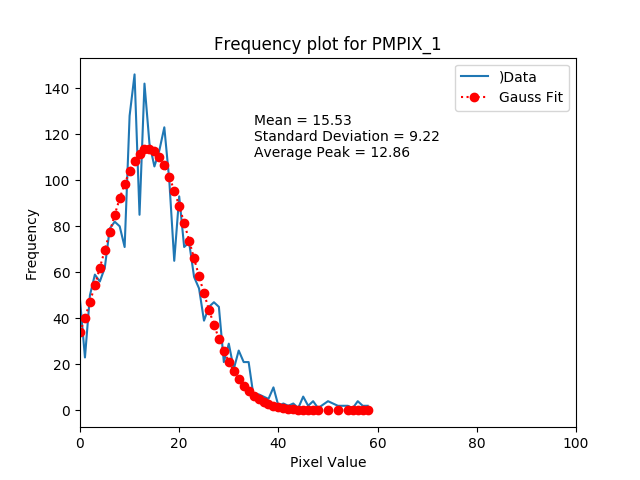 Frequency plot for PMPIX_1
)Data
Gauss Fit
Mean = 15.53
Standard Deviation = 9.22
Average Peak = 12.86
Frequency
140
120
100
80
60
40
20
0
0 20 40 60 80 100
Pixel Value